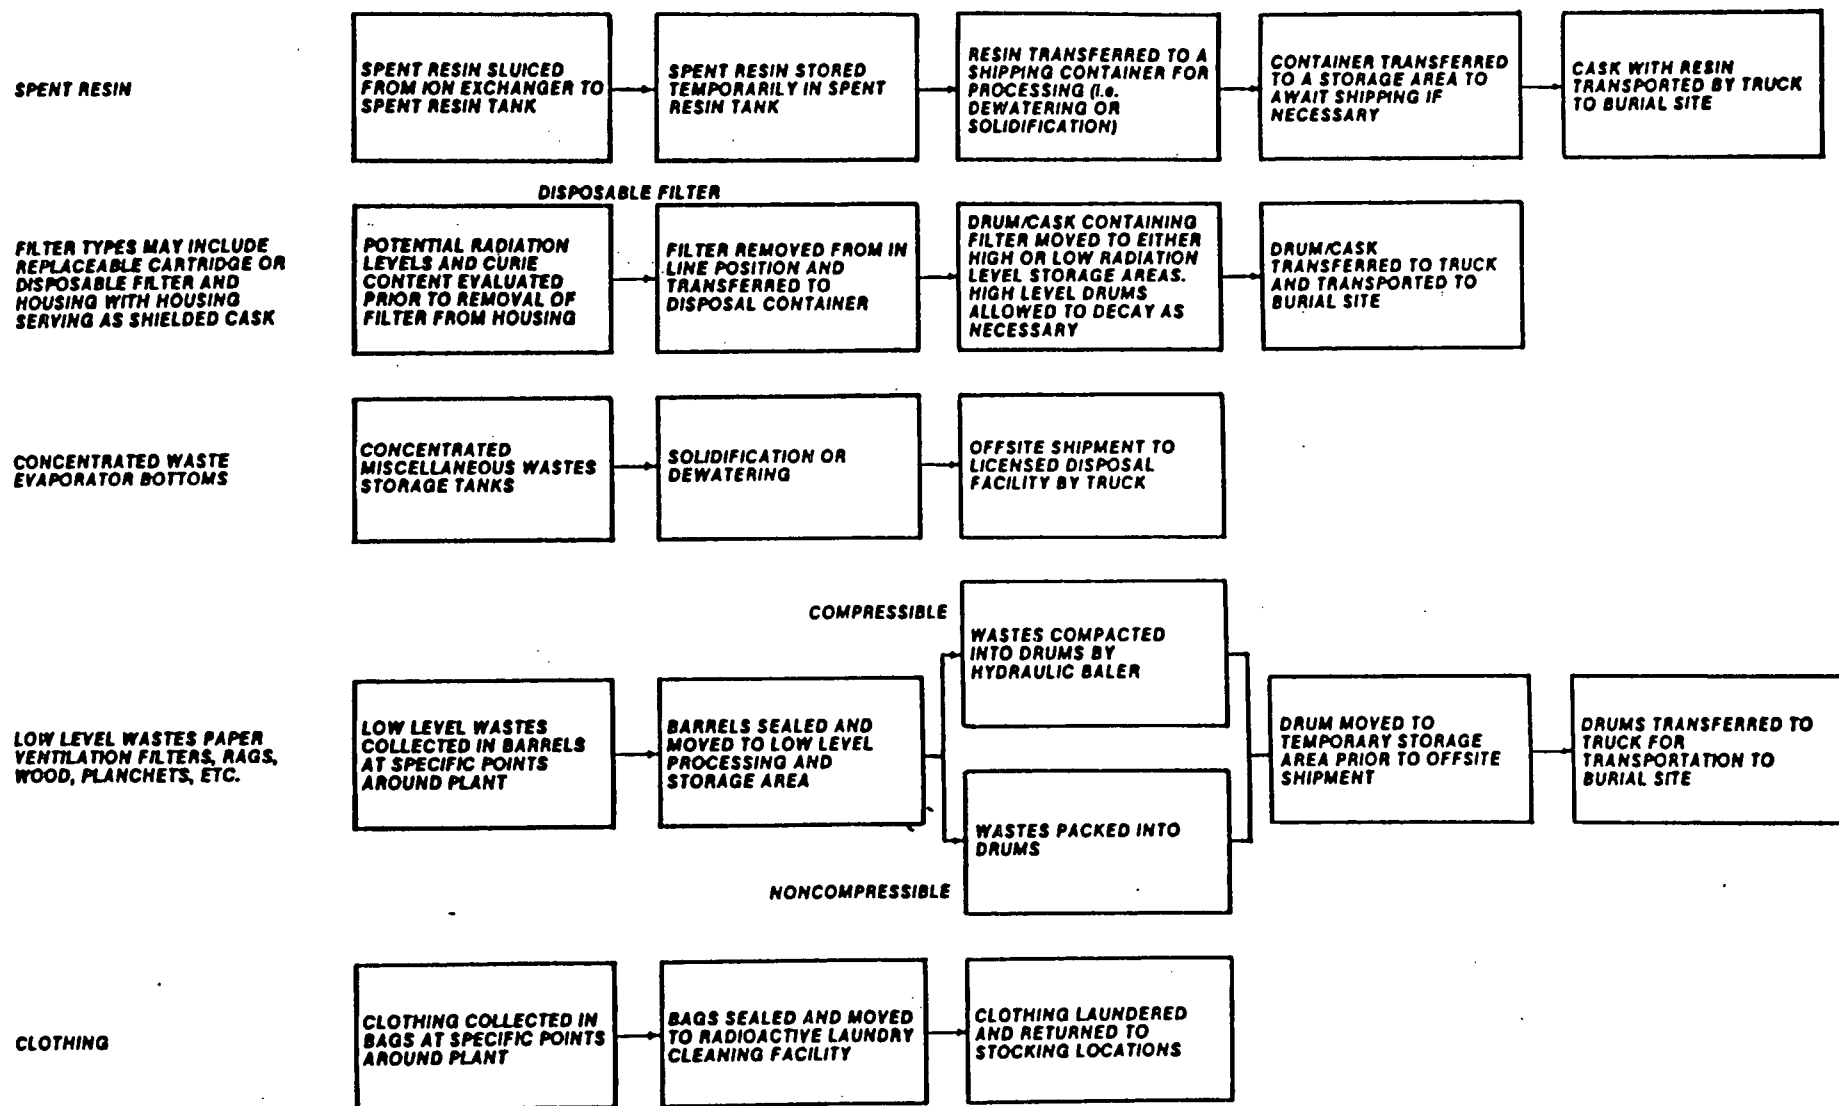 SPENT RESIN
SPENT RESIN SLUICED
FROM ION EXCHANGER TO
SPENT RESIN TANK
SPENT RESIN STORED
TEMPORARILY IN SPENT
RESIN TANK
RESIN TRANSFERRED TO A
SHIPPING CONTAINER FOR
PROCESSING (I.e.
DEWATERING OR
SOLIDIFICATION)
CONTAINER TRANSFERRED
TO A STORAGE AREA TO
AWAIT SHIPPING IF
NECESSARY
CASK WITH RESIN
TRANSPORTED BY TRUCK
TO BURIAL SITE
DISPOSABLE FILTER
FILTER TYPES MAY INCLUDE
REPLACEABLE CARTRIDGE OR
DISPOSABLE FILTER AND
HOUSING WITH HOUSING
SERVING AS SHIELDED CASK
POTENTIAL RADIATION
LEVELS AND CURIE
CONTENT EVALUATED
PRIOR TO REMOVAL OF
FILTER FROM HOUSING
FILTER REMOVED FROM IN
LINE POSITION AND
TRANSFERRED TO
DISPOSAL CONTAINER
DRUM/CASK CONTAINING
FILTER MOVED TO EITHER
HIGH OR LOW RADIATION
LEVEL STORAGE AREAS.
HIGH LEVEL DRUMS
ALLOWED TO DECAY AS
NECESSARY
DRUM/CASK
TRANSFERRED TO TRUCK
AND TRANSPORTED TO
BURIAL SITE
CONCENTRATED WASTE
EVAPORATOR BOTTOMS
CONCENTRATED
MISCELLANEOUS WASTES
STORAGE TANKS
SOLIDIFICATION OR
DEWATERING
OFFSITE SHIPMENT TO
LICENSED DISPOSAL
FACILITY BY TRUCK
LOW LEVEL WASTES PAPER
VENTILATION FILTERS, RAGS,
WOOD, PLANCHETS, ETC.
LOW LEVEL WASTES
COLLECTED IN BARRELS
AT SPECIFIC POINTS
AROUND PLANT
BARRELS SEALED AND
MOVED TO LOW LEVEL
PROCESSING AND
STORAGE AREA
COMPRESSIBLE
WASTES COMPACTED
INTO DRUMS BY
HYDRAULIC BALER
WASTES PACKED INTO
DRUMS
NONCOMPRESSIBLE
DRUM MOVED TO
TEMPORARY STORAGE
AREA PRIOR TO OFFSITE
SHIPMENT
DRUMS TRANSFERRED TO
TRUCK FOR
TRANSPORTATION TO
BURIAL SITE
CLOTHING
CLOTHING COLLECTED IN
BAGS AT SPECIFIC POINTS
AROUND PLANT
BAGS SEALED AND MOVED
TO RADIOACTIVE LAUNDRY
CLEANING FACILITY
CLOTHING LAUNDERED
AND RETURNED TO
STOCKING LOCATIONS